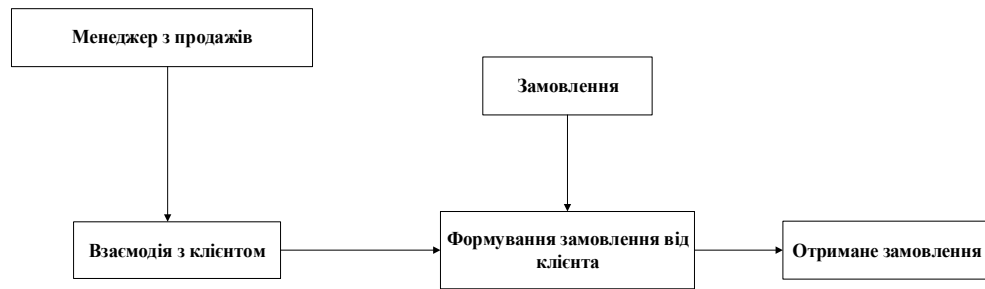 Менеджер з продажів
Замовлення
Взаємодія з клієнтом
Формування замовлення від
клієнта
Отримане замовлення